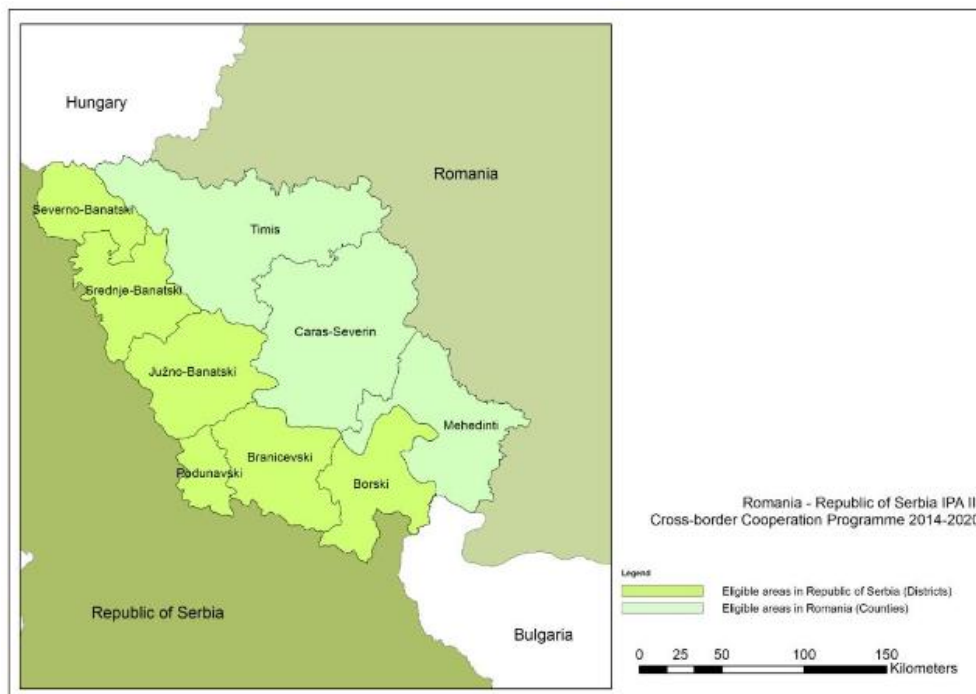 Hungary
Romania
Severno-Banatski
Timis
Srednje-Banatski
Caras-Severin
Južno-Banatski
Mehedinti
Branicevski
Podunavski
Borski
Romania - Republic of Serbia IPA II
Cross-border Cooperation Programme 2014-2020
Legend
Eligible areas in Republic of Serbia (Districts)
Eligible areas in Romania (Counties)
Republic of Serbia
Bulgaria
0 25 50 100 150
Kilometers